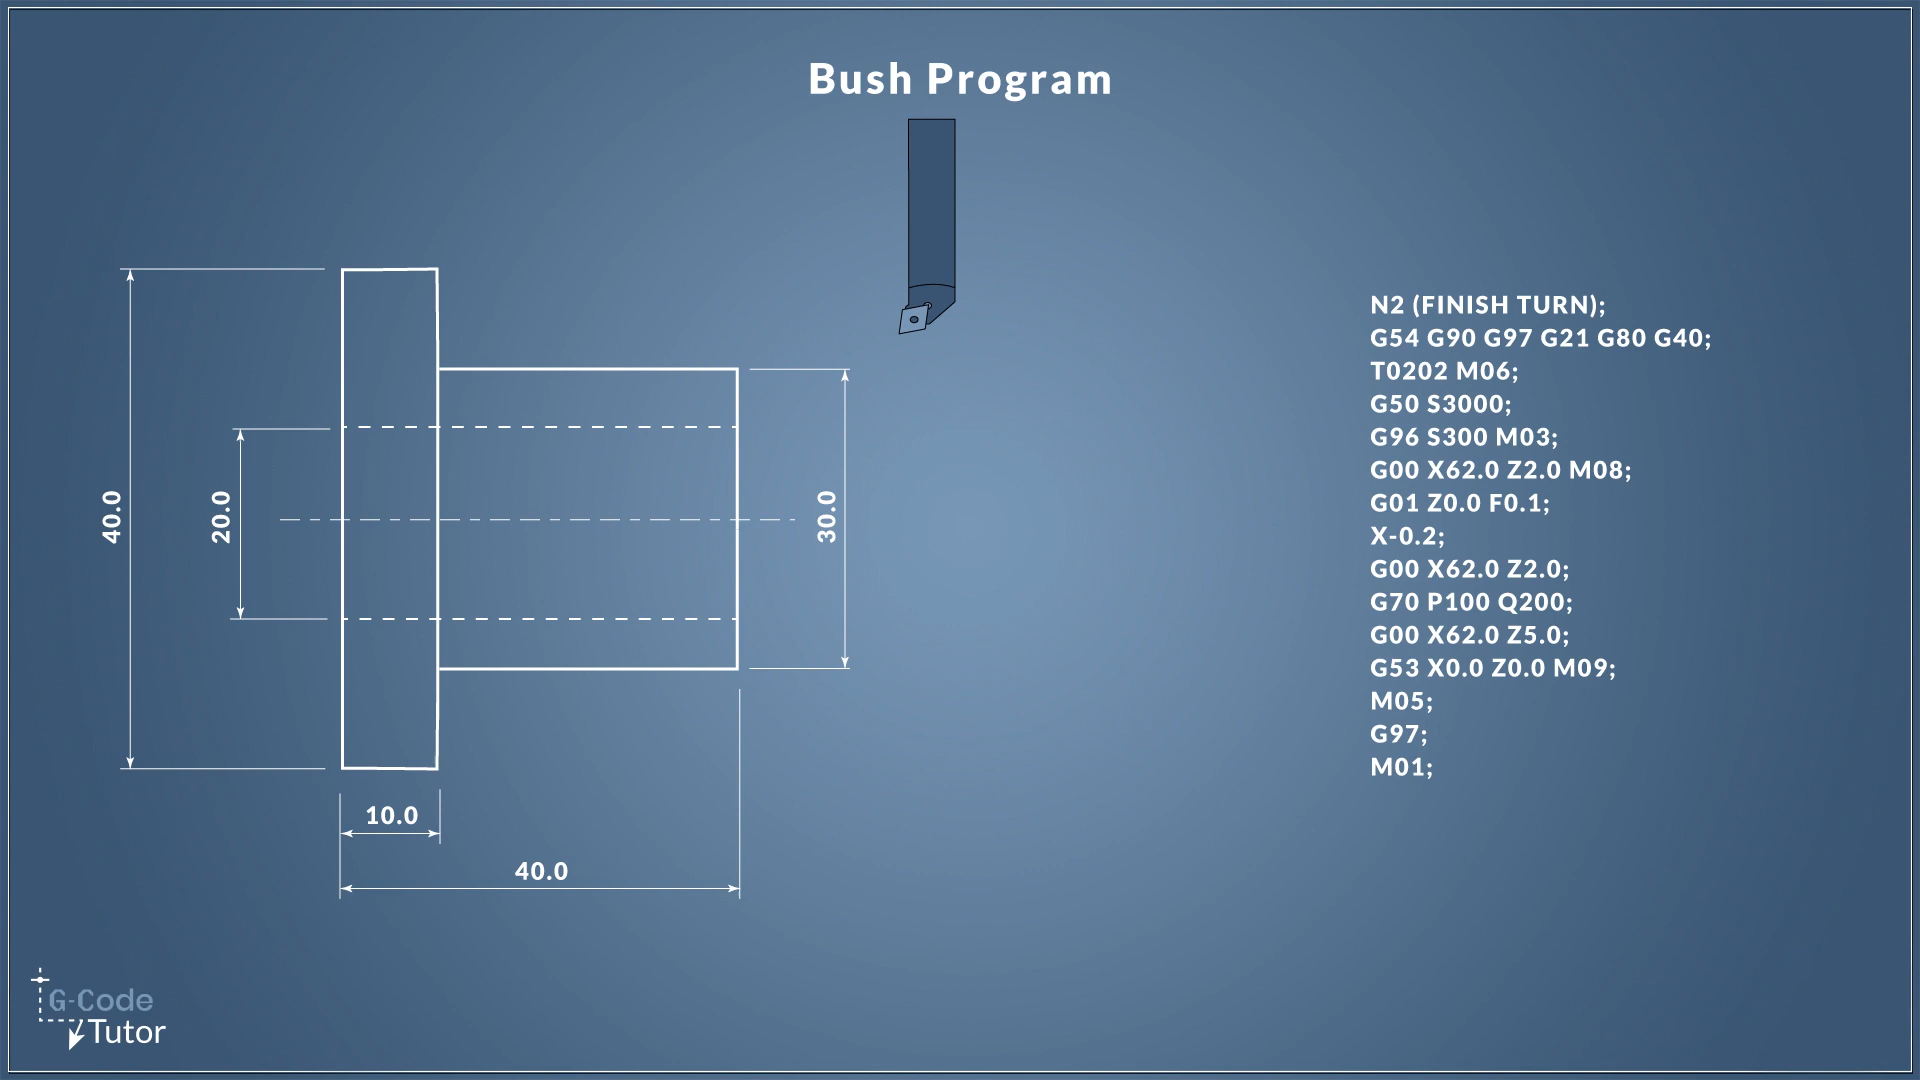 Bush Program
40.0
20.0
30.0
10.0
40.0
N2 (FINISH TURN);
G54 G90 G97 G21 G80 G40;
T0202 M06;
G50 S3000;
G96 S300 M03;
G00 X62.0 Z2.0 M08;
G01 Z0.0 F0.1;
X-0.2;
G00 X62.0 Z2.0;
G70 P100 Q200;
G00 X62.0 Z5.0;
G53 X0.0 Z0.0 M09;
M05;
G97;
M01;
G-Code
Tutor